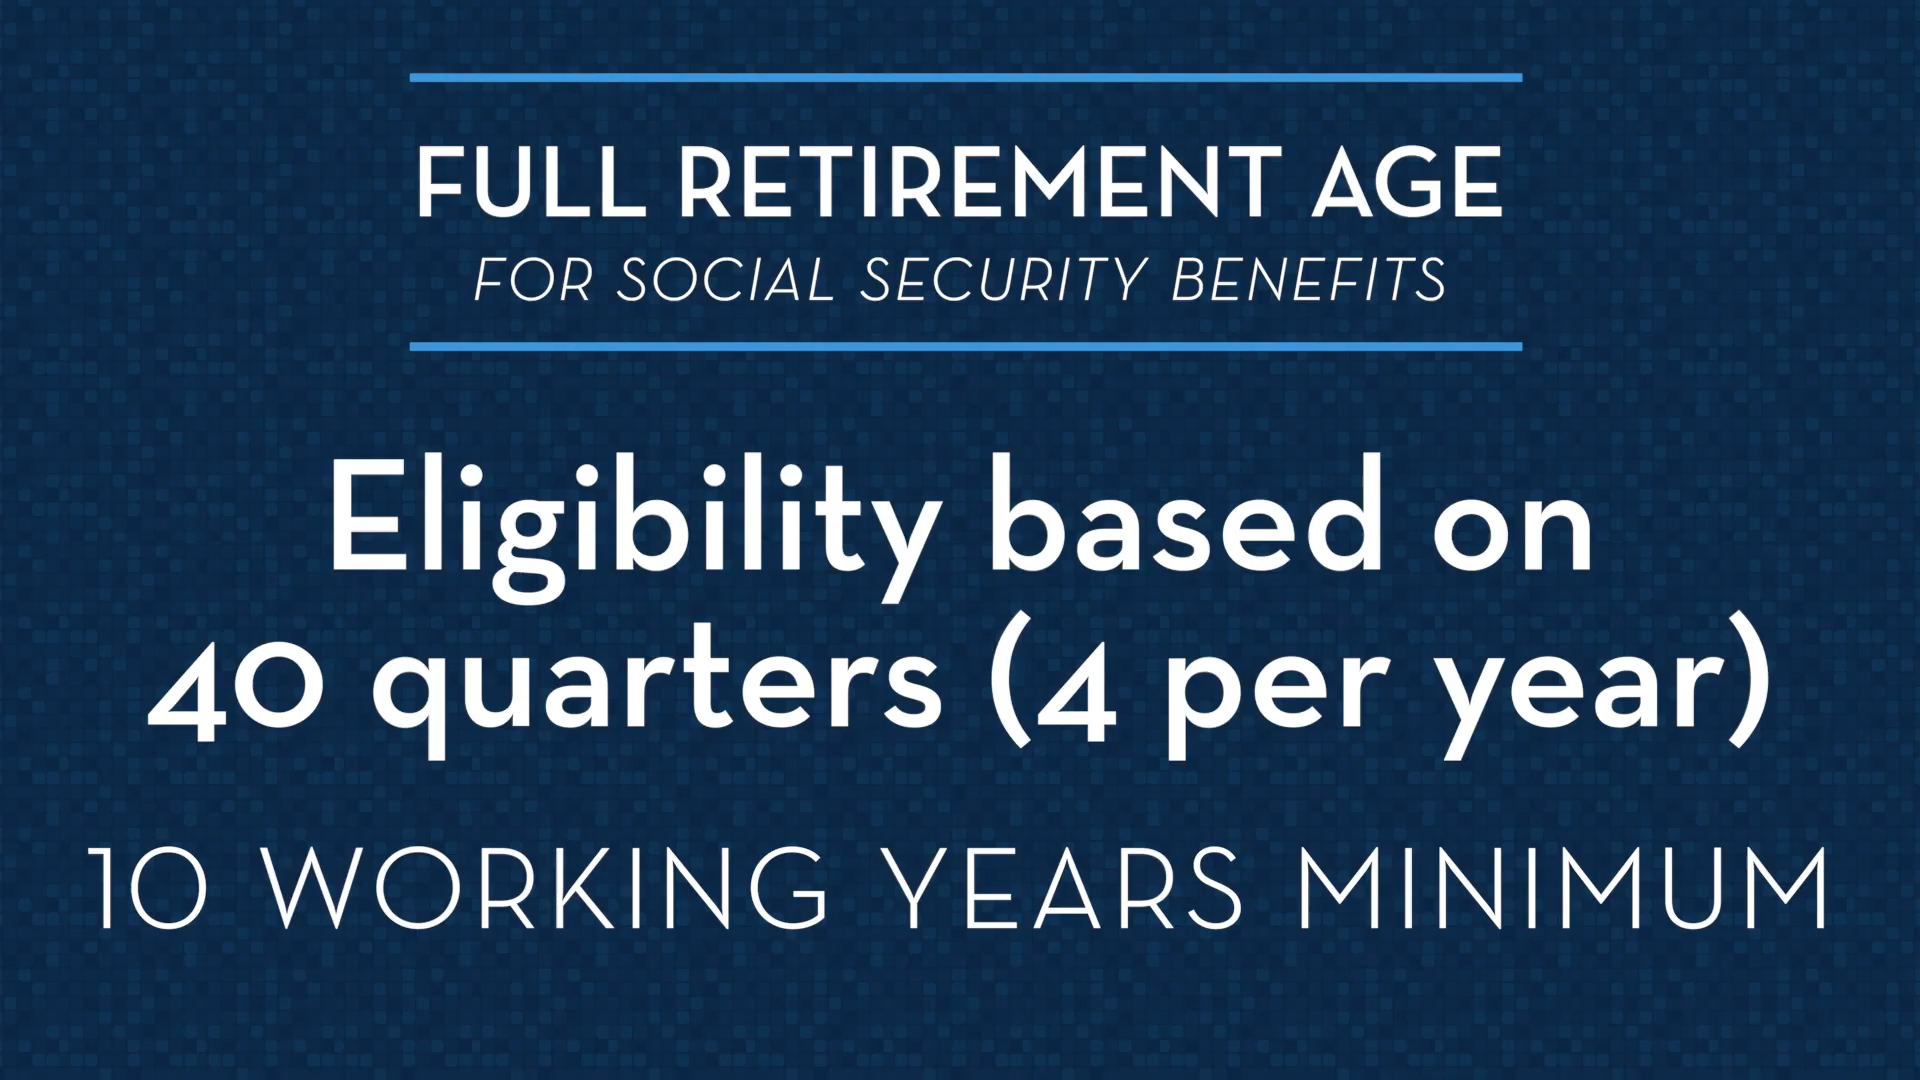 FULL RETIREMENT AGE
FOR SOCIAL SECURITY BENEFITS
Eligibility based on
40 quarters (4 per year)
10 WORKING YEARS MINIMUM